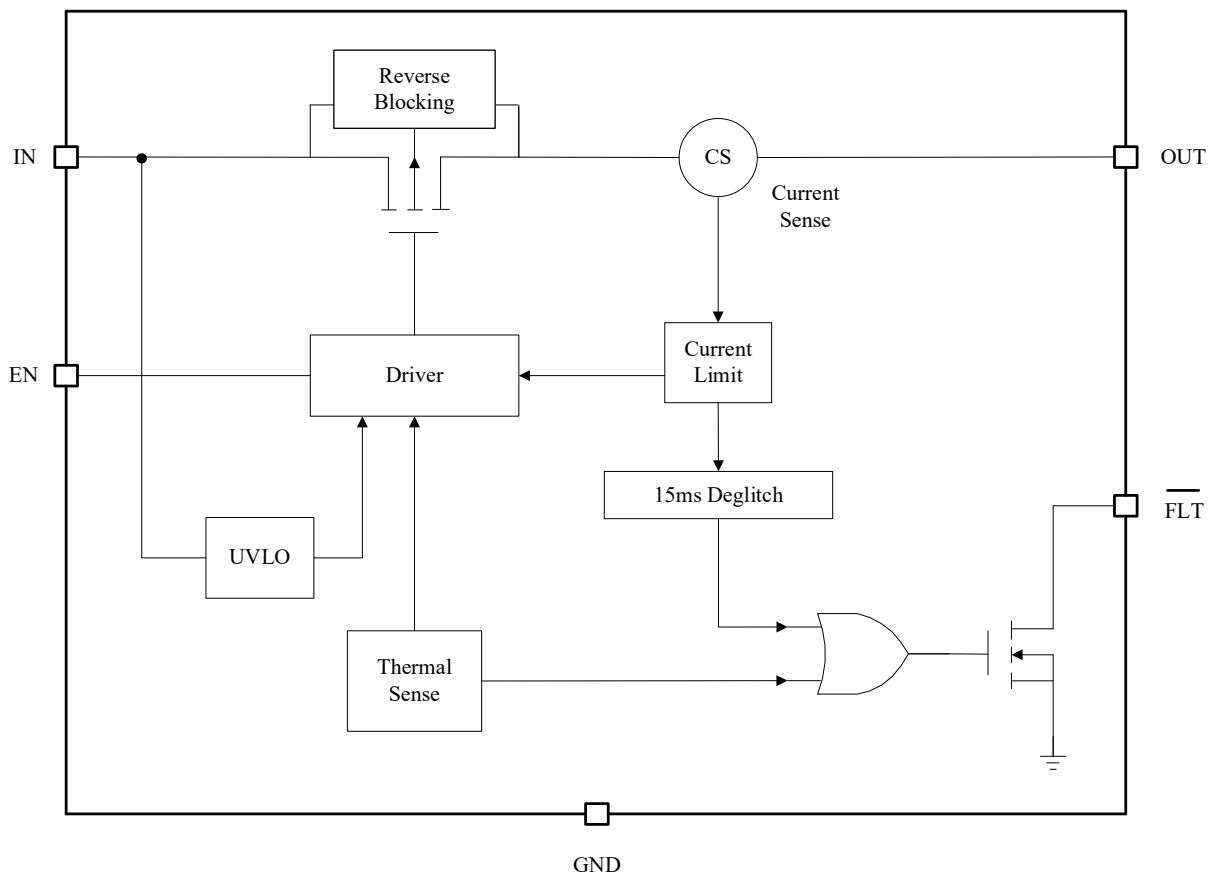 Reverse
Blocking
IN
CS
OUT
Current
Sense
EN
Driver
Current
Limit
15ms Deglitch
FLT
UVLO
Thermal
Sense
GND